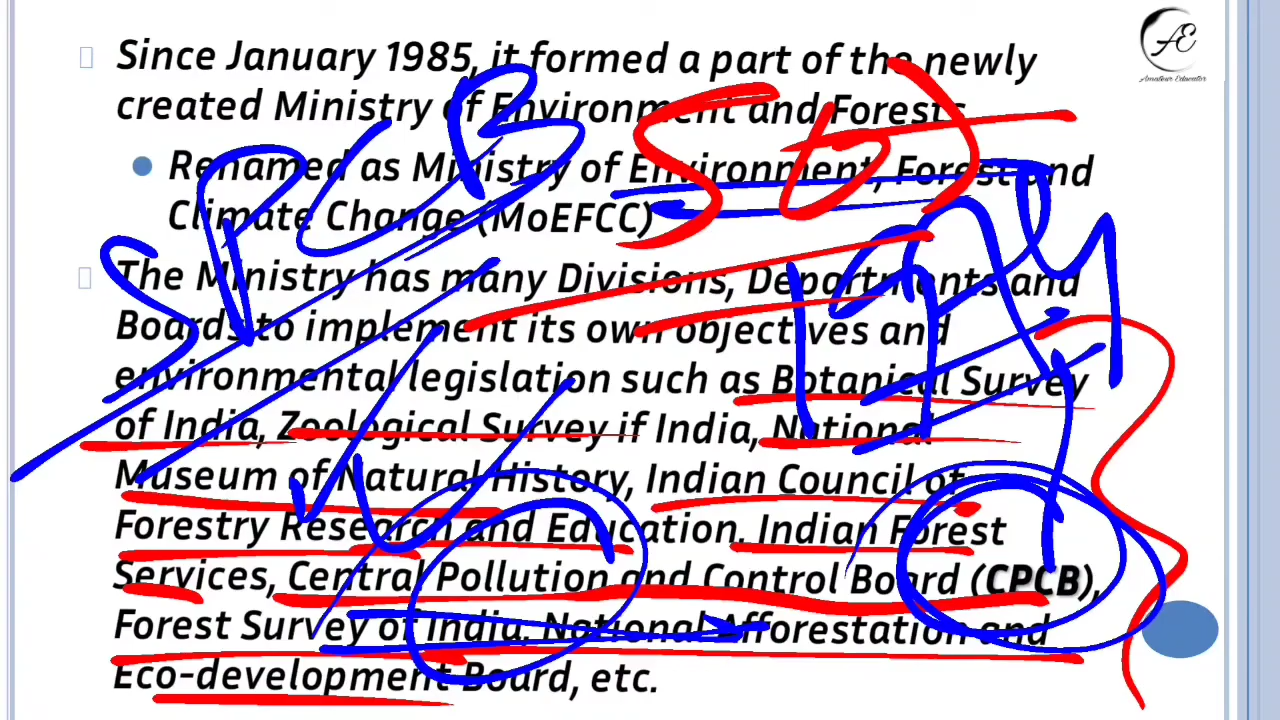 AE
Amateur Educator
Since January 1985, it formed a part of the newly
created Ministry of Environment and Forests
Renamed as Ministry of Environment, Forest and
Climate Change (MoEFCC)
The Ministry has many Divisions, Departments and
Boards to implement its own objectives and
environmental legislation such as Botanical Survey
of India, Zoological Survey if India, National
Museum of Natural History, Indian Council of
Forestry Research and Education, Indian Forest
Services, Central Pollution and Control Board (CPCB),
Forest Survey of India, National Afforestation and
Eco-development Board, etc.
SPCB